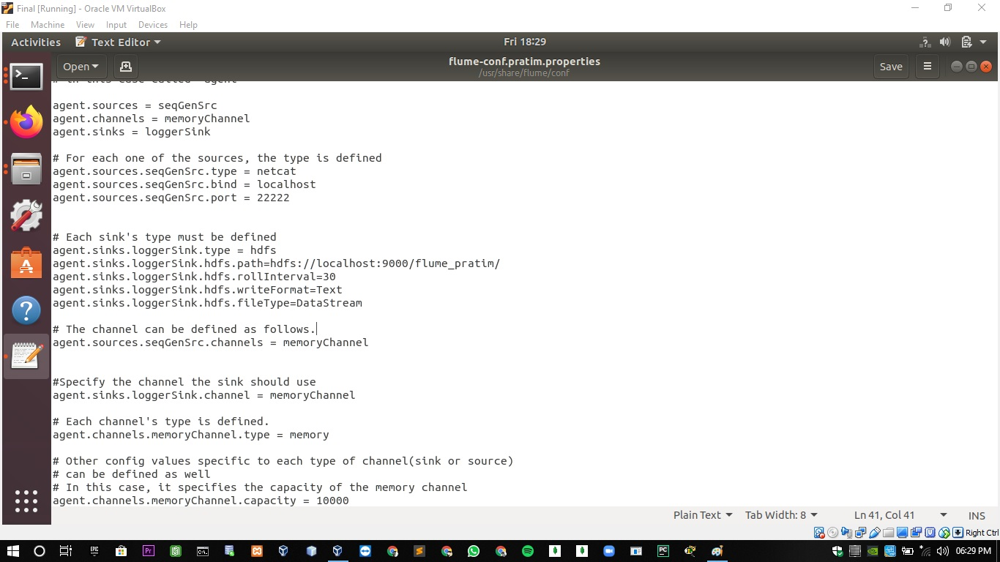 Final [Running] - Oracle VM VirtualBox
File Machine View Input Devices Help
Activities Text Editor Fri 18:29
Open flume-conf.pratim.properties Save
/usr/share/flume/conf
# in this case called 'agent'
agent.sources = seqGenSrc
agent.channels = memoryChannel
agent.sinks = loggerSink
# For each one of the sources, the type is defined
agent.sources.seqGenSrc.type = netcat
agent.sources.seqGenSrc.bind = localhost
agent.sources.seqGenSrc.port = 22222
# Each sink's type must be defined
agent.sinks.loggerSink.type = hdfs
agent.sinks.loggerSink.hdfs.path=hdfs://localhost:9000/flume_pratim/
agent.sinks.loggerSink.hdfs.rollInterval=30
agent.sinks.loggerSink.hdfs.writeFormat=Text
agent.sinks.loggerSink.hdfs.fileType=DataStream
# The channel can be defined as follows.
agent.sources.seqGenSrc.channels = memoryChannel
#Specify the channel the sink should use
agent.sinks.loggerSink.channel = memoryChannel
# Each channel's type is defined.
agent.channels.memoryChannel.type = memory
# Other config values specific to each type of channel(sink or source)
# can be defined as well
# In this case, it specifies the capacity of the memory channel
agent.channels.memoryChannel.capacity = 10000
Plain Text Tab Width: 8 Ln 41, Col 41 INS
Right Ctrl
EPIC Pr PC 06:29 PM